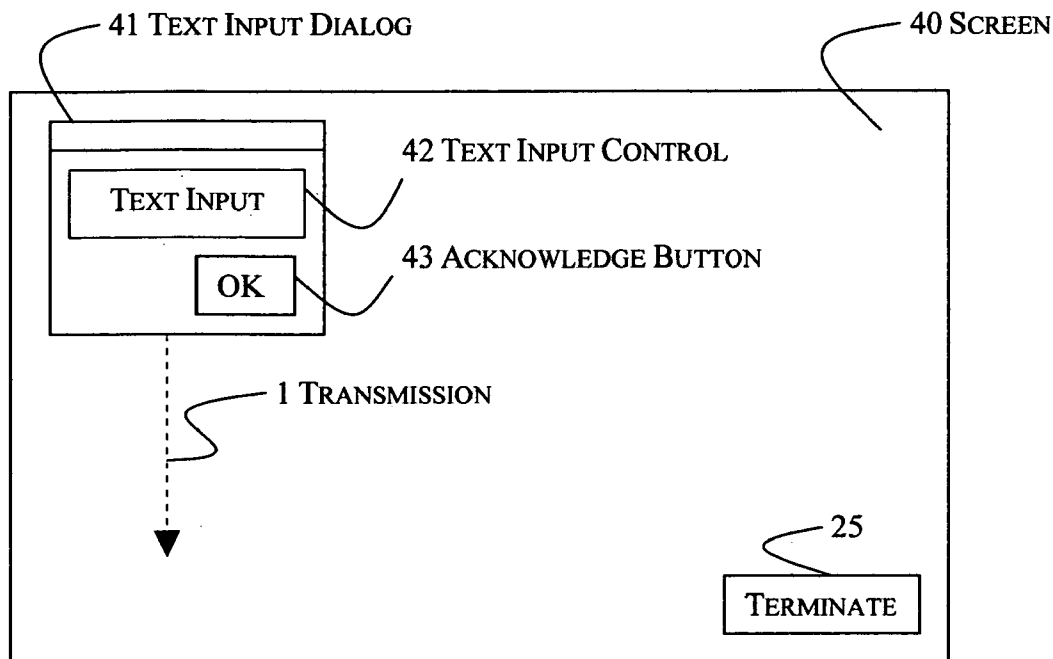 41 TEXT INPUT DIALOG
40 SCREEN
42 TEXT INPUT CONTROL
TEXT INPUT
43 ACKNOWLEDGE BUTTON
OK
1 TRANSMISSION
25
TERMINATE